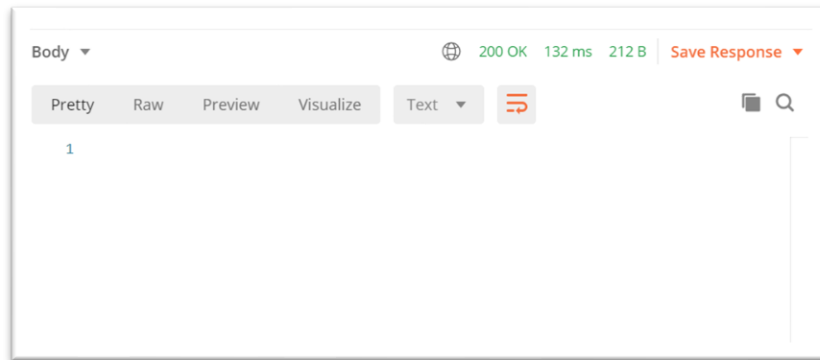 Body 200 OK 132 ms 212 B Save Response
Pretty Raw Preview Visualize Text
1